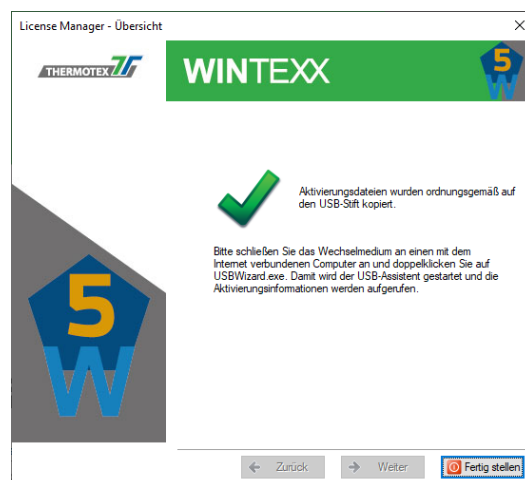 License Manager - Übersicht
THERMOTEX
WINTEXX
5
W
Aktivierungsdateien wurden ordnungsgemäß auf
den USB-Stift kopiert.
Bitte schließen Sie das Wechselmedium an einen mit dem
Internet verbundenen Computer an und doppelklicken Sie auf
USBWizard.exe. Damit wird der USB-Assistent gestartet und die
Aktivierungsinformationen werden aufgerufen.
5
W
Zurück
Weiter
Fertig stellen